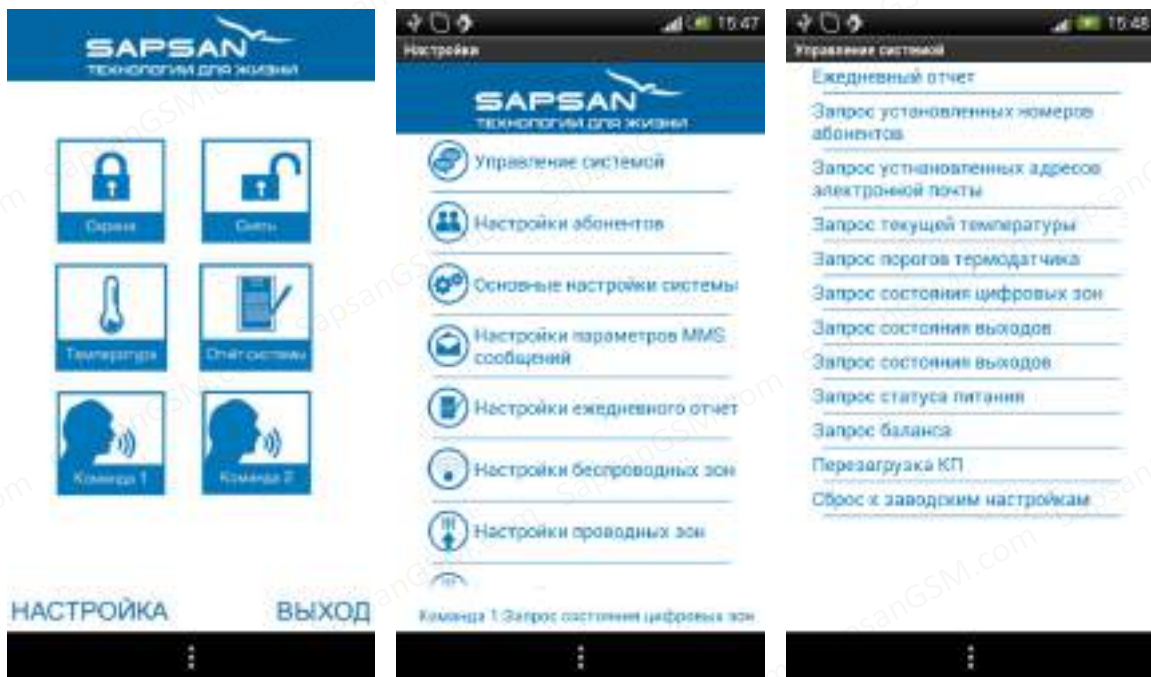 SAPSAN
ТЕХНОЛОГИИ ДЛЯ ЖИЗНИ
Охрана
Снять
Температура
Отчёт системы
Команда 1
Команда 2
НАСТРОЙКА
ВЫХОД
15:47
Настройки
SAPSAN
ТЕХНОЛОГИИ ДЛЯ ЖИЗНИ
Управление системой
Настройки абонентов
Основные настройки системы
Настройки параметров MMS
сообщений
Настройки ежедневного отчет
Настройки беспроводных зон
Настройки проводных зон
Команда 1:Запрос состояния цифровых зон
15:48
Управление системой
Ежедневный отчет
Запрос установленных номеров
абонентов
Запрос устнановленных адресов
электронной почты
Запрос текущей температуры
Запрос порогов термодатчика
Запрос состояния цифровых зон
Запрос состояния выходов
Запрос состояния выходов
Запрос статуса питания
Запрос баланса
Перезагрузка КП
Сброс к заводским настройкам
SapsanGSM.com